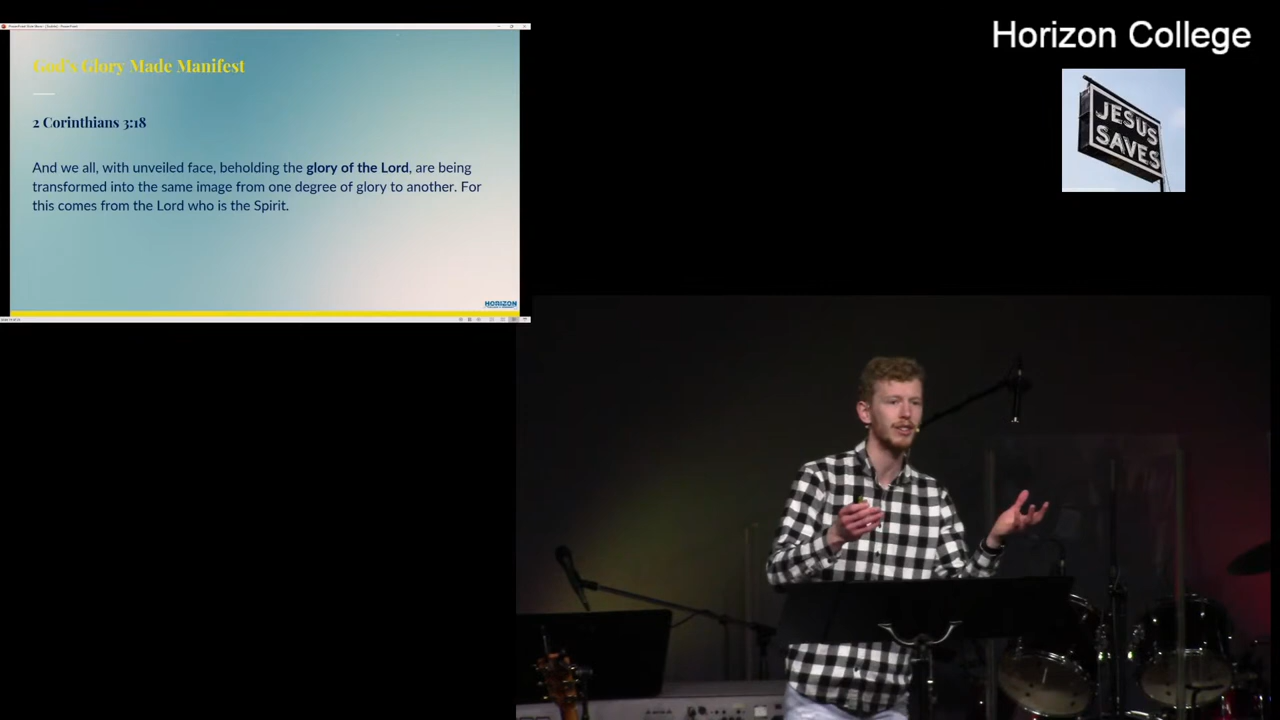 God's Glory Made Manifest
2 Corinthians 3:18
And we all, with unveiled face, beholding the glory of the Lord, are being
transformed into the same image from one degree of glory to another. For
this comes from the Lord who is the Spirit.
HORIZON
Horizon College
JESUS
SAVES